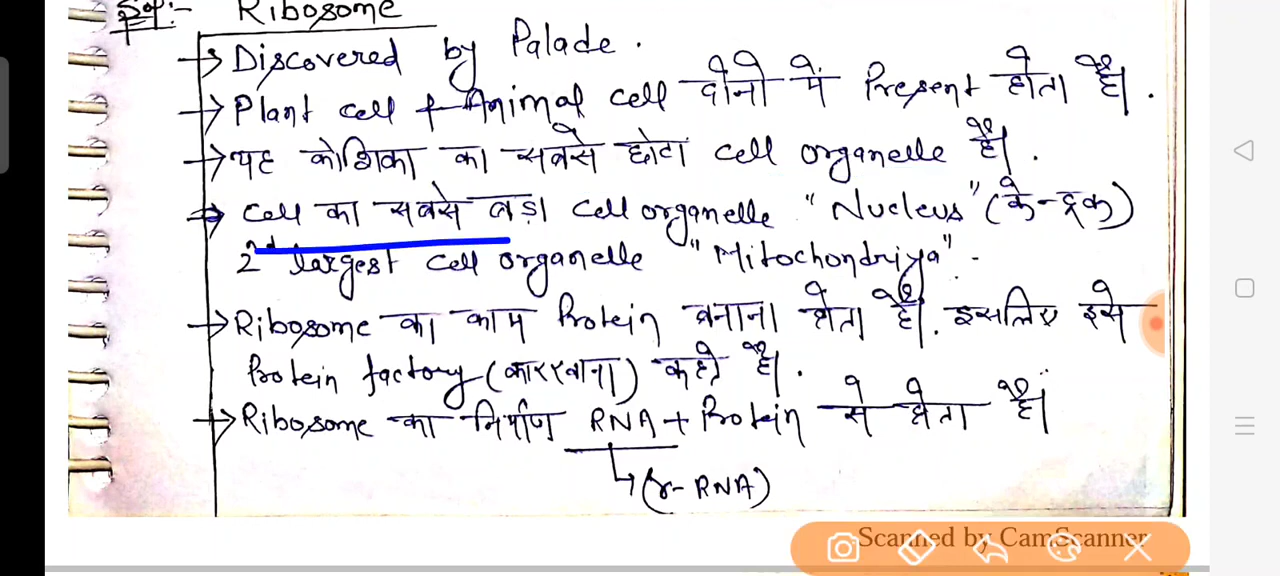 Ribosome
→ Discovered by Palade.
→ Plant cell & Animal cell दोनो में Present होता है।.
→ यह कोशिका का सबसे छोटा cell organelle है।.
→ Cell का सबसे बड़ा cell organelle "Nucleus" (केन्द्रक)
2nd largest cell organelle "Mitochondriya".
→ Ribosome का काम Protein बनाना होता है। इसलिए इसे
Protein factory (कारखाना) कहते है।.
→ Ribosome का निर्माण RNA + Protein से होता है।
↳ (r-RNA)
Scanned by CamScanner